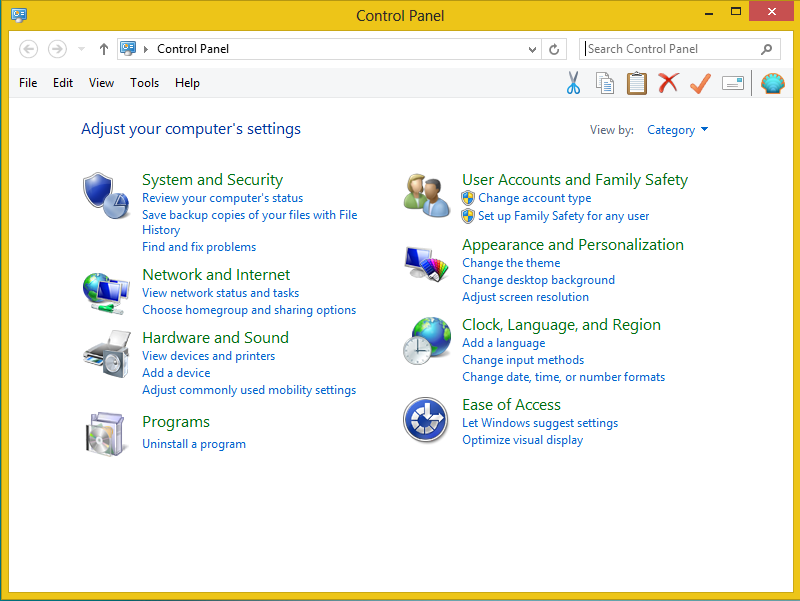 Control Panel
Control Panel
Search Control Panel
File Edit View Tools Help
Adjust your computer's settings
View by: Category
System and Security
Review your computer's status
Save backup copies of your files with File
History
Find and fix problems
Network and Internet
View network status and tasks
Choose homegroup and sharing options
Hardware and Sound
View devices and printers
Add a device
Adjust commonly used mobility settings
Programs
Uninstall a program
User Accounts and Family Safety
Change account type
Set up Family Safety for any user
Appearance and Personalization
Change the theme
Change desktop background
Adjust screen resolution
Clock, Language, and Region
Add a language
Change input methods
Change date, time, or number formats
Ease of Access
Let Windows suggest settings
Optimize visual display